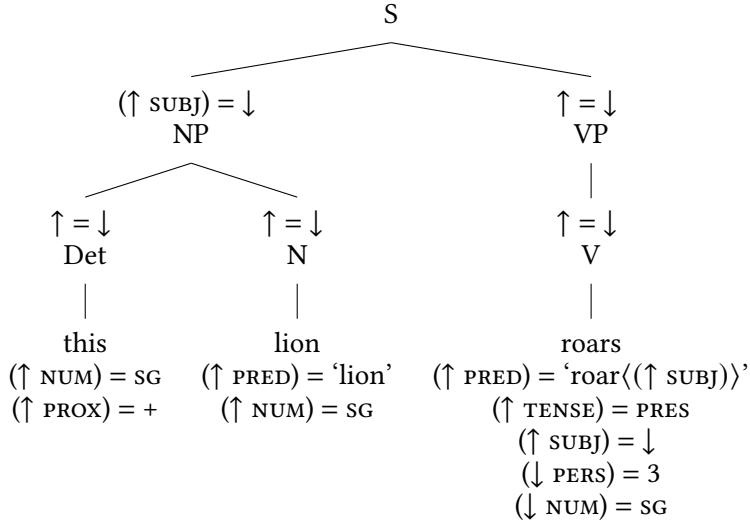 S
(↑ SUBJ) = ↓ ↑ = ↓
NP VP
↑ = ↓ ↑ = ↓ ↑ = ↓
Det N V
this lion roars
(↑ NUM) = SG (↑ PRED) = ‘lion’ (↑ PRED) = ‘roar⟨(↑ SUBJ)⟩’
(↑ PROX) = + (↑ NUM) = SG (↑ TENSE) = PRES
(↑ SUBJ) = ↓
(↓ PERS) = 3
(↓ NUM) = SG